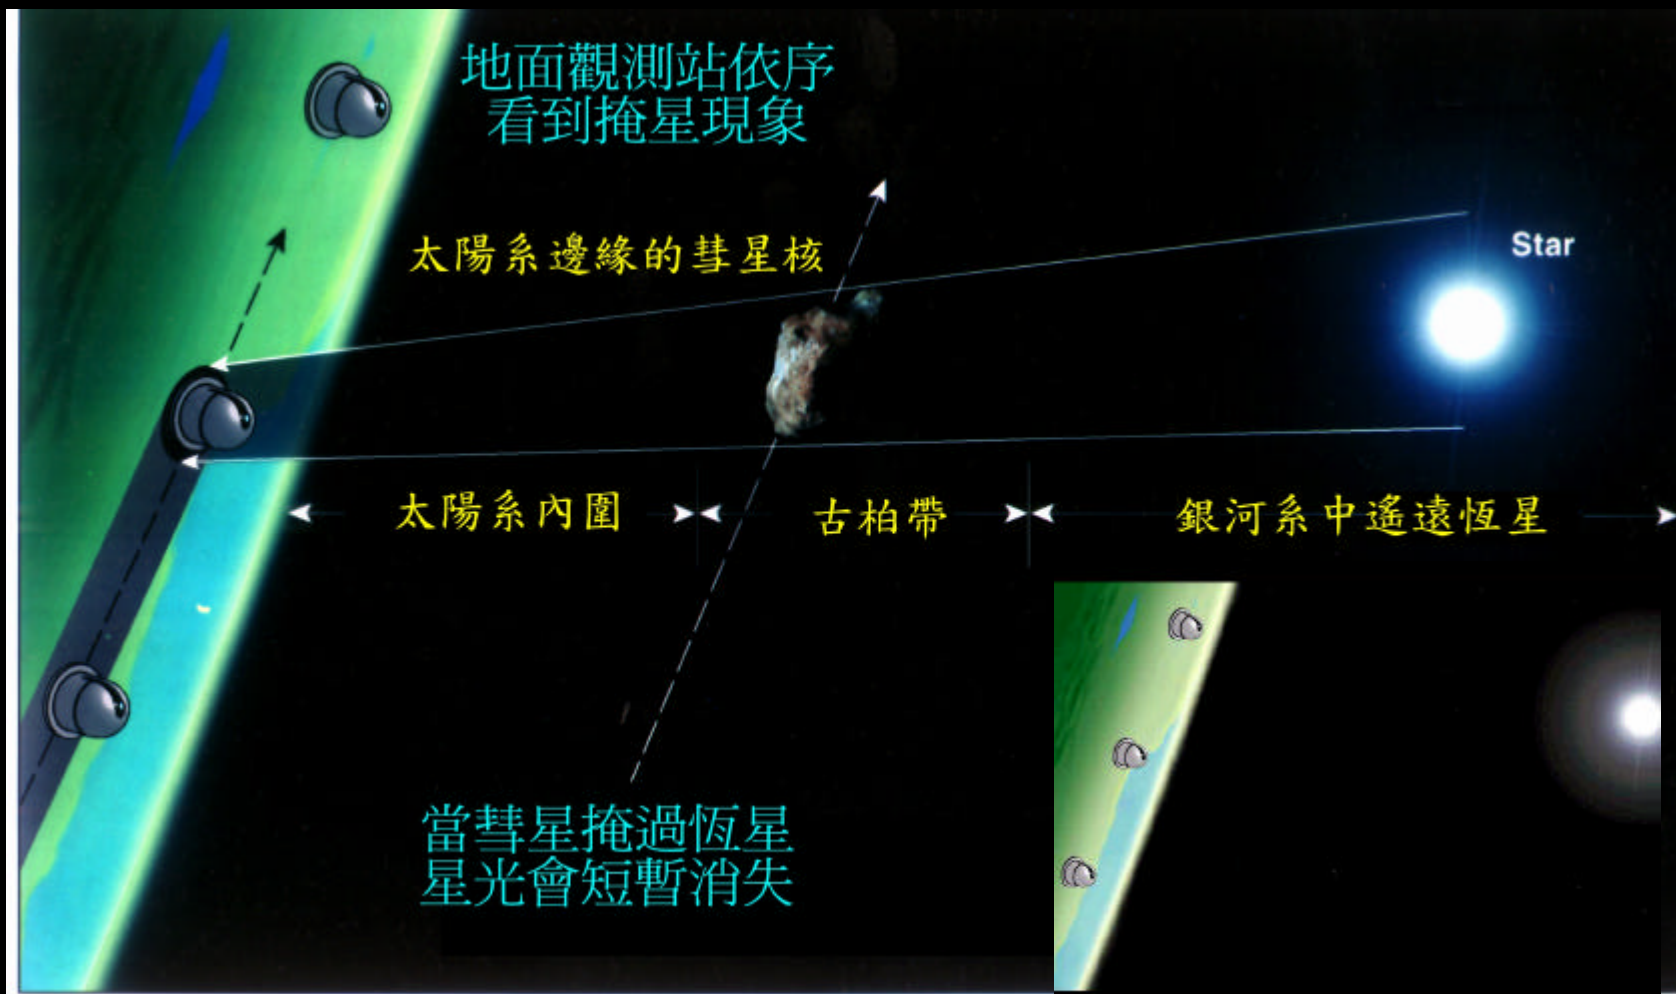 地面觀測站依序
看到掩星現象
太陽系邊緣的彗星核
Star
太陽系內圍
古柏帶
銀河系中遙遠恆星
當彗星掩過恆星
星光會短暫消失